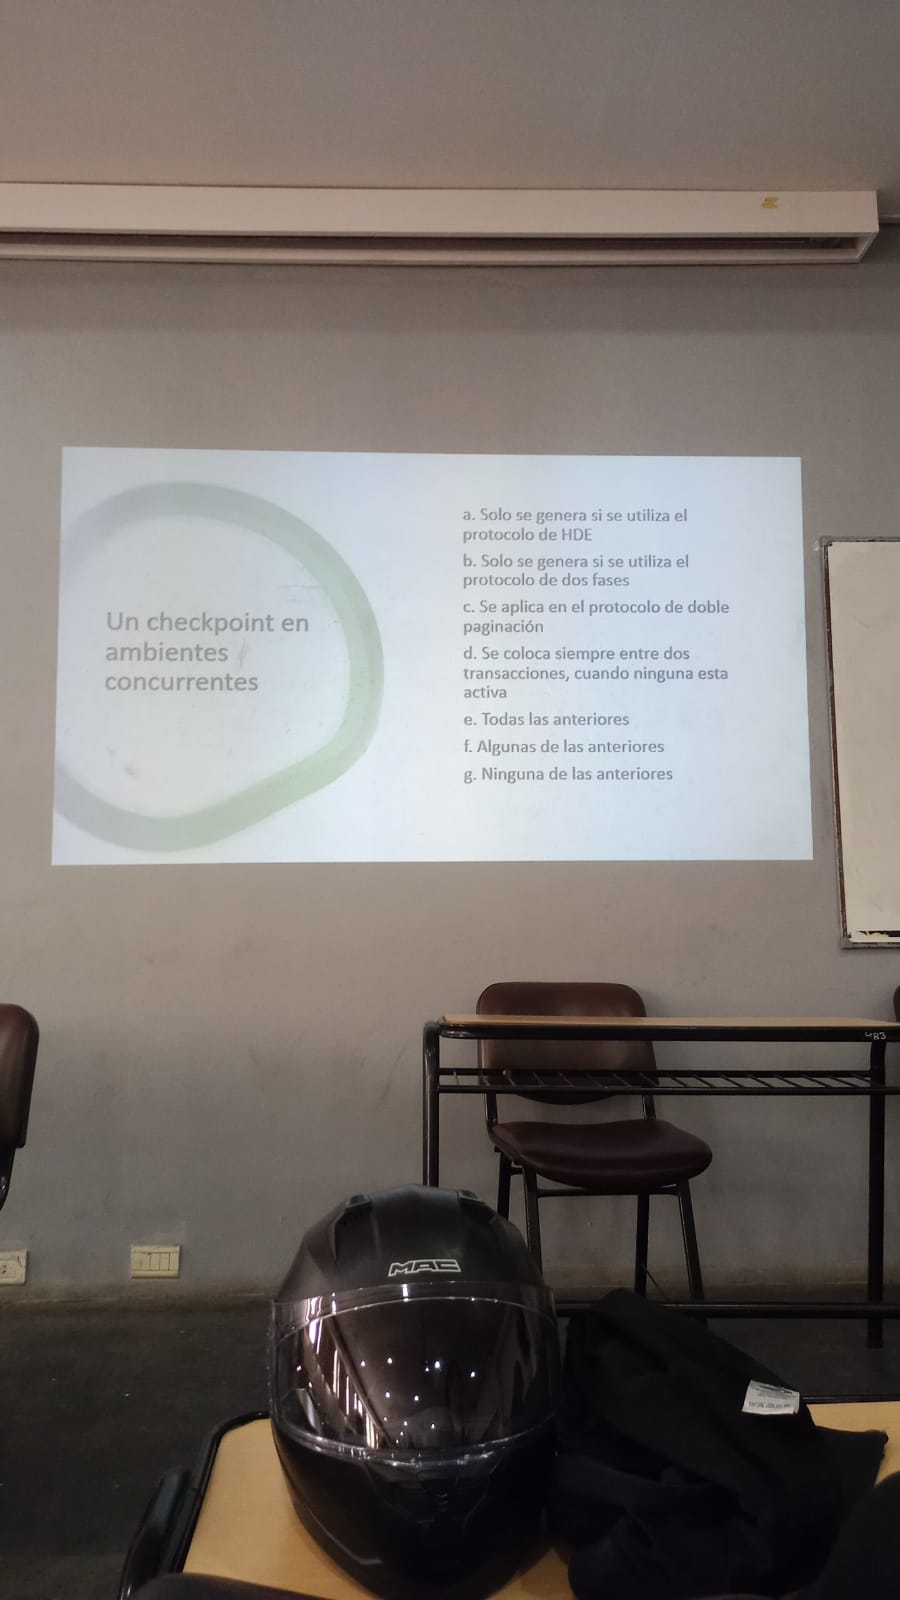 Un checkpoint en
ambientes
concurrentes
a. Solo se genera si se utiliza el
protocolo de HDE
b. Solo se genera si se utiliza el
protocolo de dos fases
c. Se aplica en el protocolo de doble
paginación
d. Se coloca siempre entre dos
transacciones, cuando ninguna esta
activa
e. Todas las anteriores
f. Algunas de las anteriores
g. Ninguna de las anteriores
483
MAC